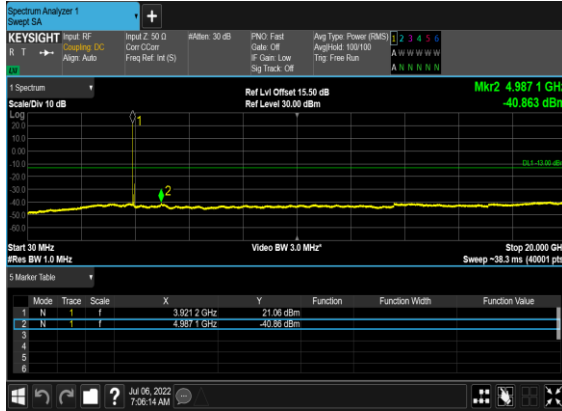 Spectrum Analyzer 1
Swept SA
+
KEYSIGHT Input: RF Input Z: 50 Ω #Atten: 30 dB PNO: Fast Avg Type: Power (RMS) 1 2 3 4 5 6
R T Coupling: DC Corr CCorr Gate: Off Avg|Hold: 100/100 A W W W W W
Align: Auto Freq Ref: Int (S) IF Gain: Low Trig: Free Run
Sig Track: Off A N N N N N
1 Spectrum Ref Lvl Offset 15.50 dB Mkr2 4.987 1 GHz
Scale/Div 10 dB Ref Level 30.00 dBm -40.863 dBm
Log
20.0
10.0
0.00
-10.0
DL1 -13.00 dBm
-20.0
-30.0
-40.0
-50.0
-60.0
1
2
Start 30 MHz Video BW 3.0 MHz* Stop 20.000 GHz
#Res BW 1.0 MHz Sweep ~38.3 ms (40001 pts)
5 Marker Table
Mode Trace Scale X Y Function Function Width Function Value
1 N 1 f 3.921 2 GHz 21.06 dBm
2 N 1 f 4.987 1 GHz -40.86 dBm
3
4
5
6
? Jul 06, 2022
7:06:14 AM